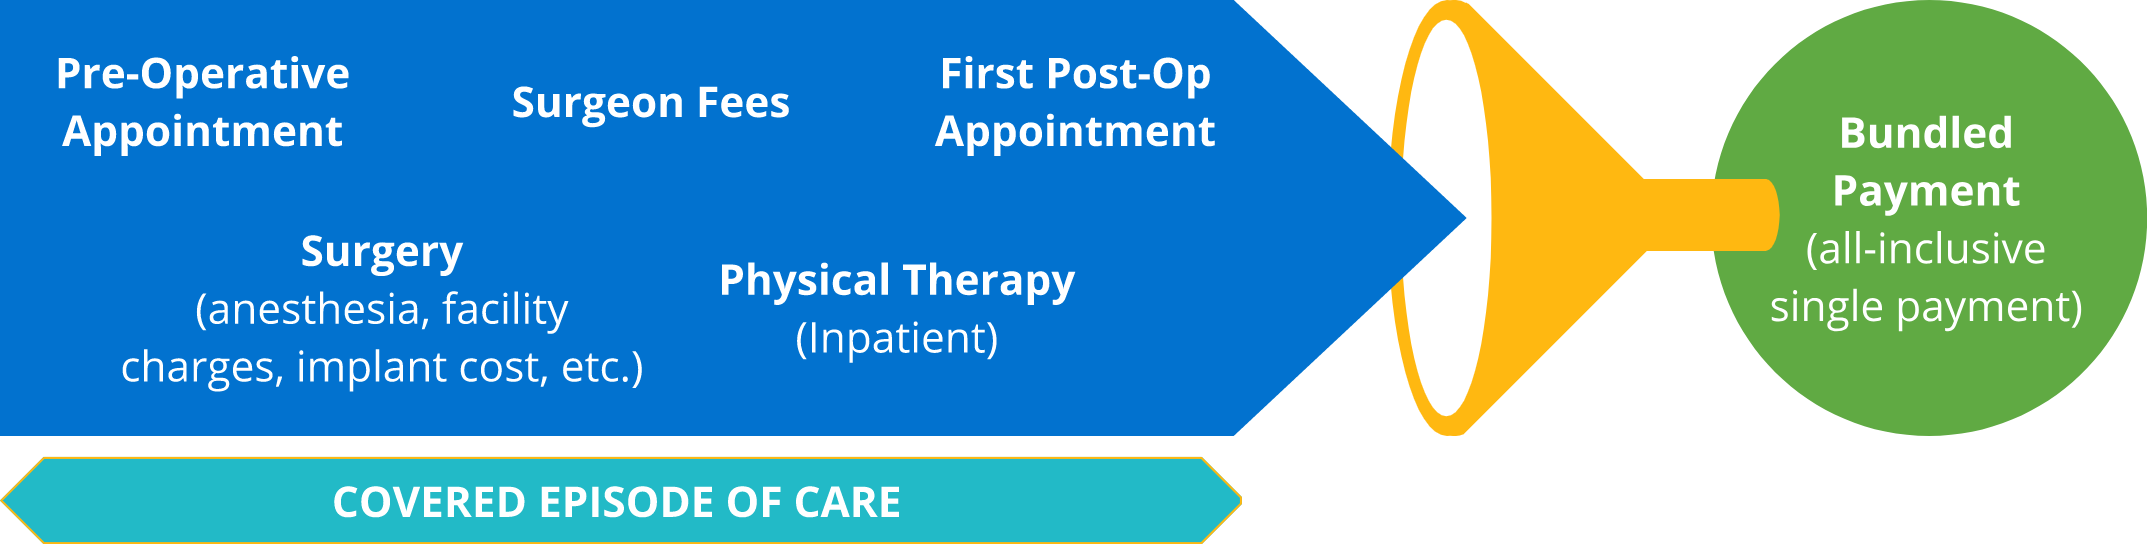 Pre-Operative
Appointment
Surgeon Fees
First Post-Op
Appointment
Surgery
(anesthesia, facility
charges, implant cost, etc.)
Physical Therapy
(Inpatient)
Bundled
Payment
(all-inclusive
single payment)
COVERED EPISODE OF CARE